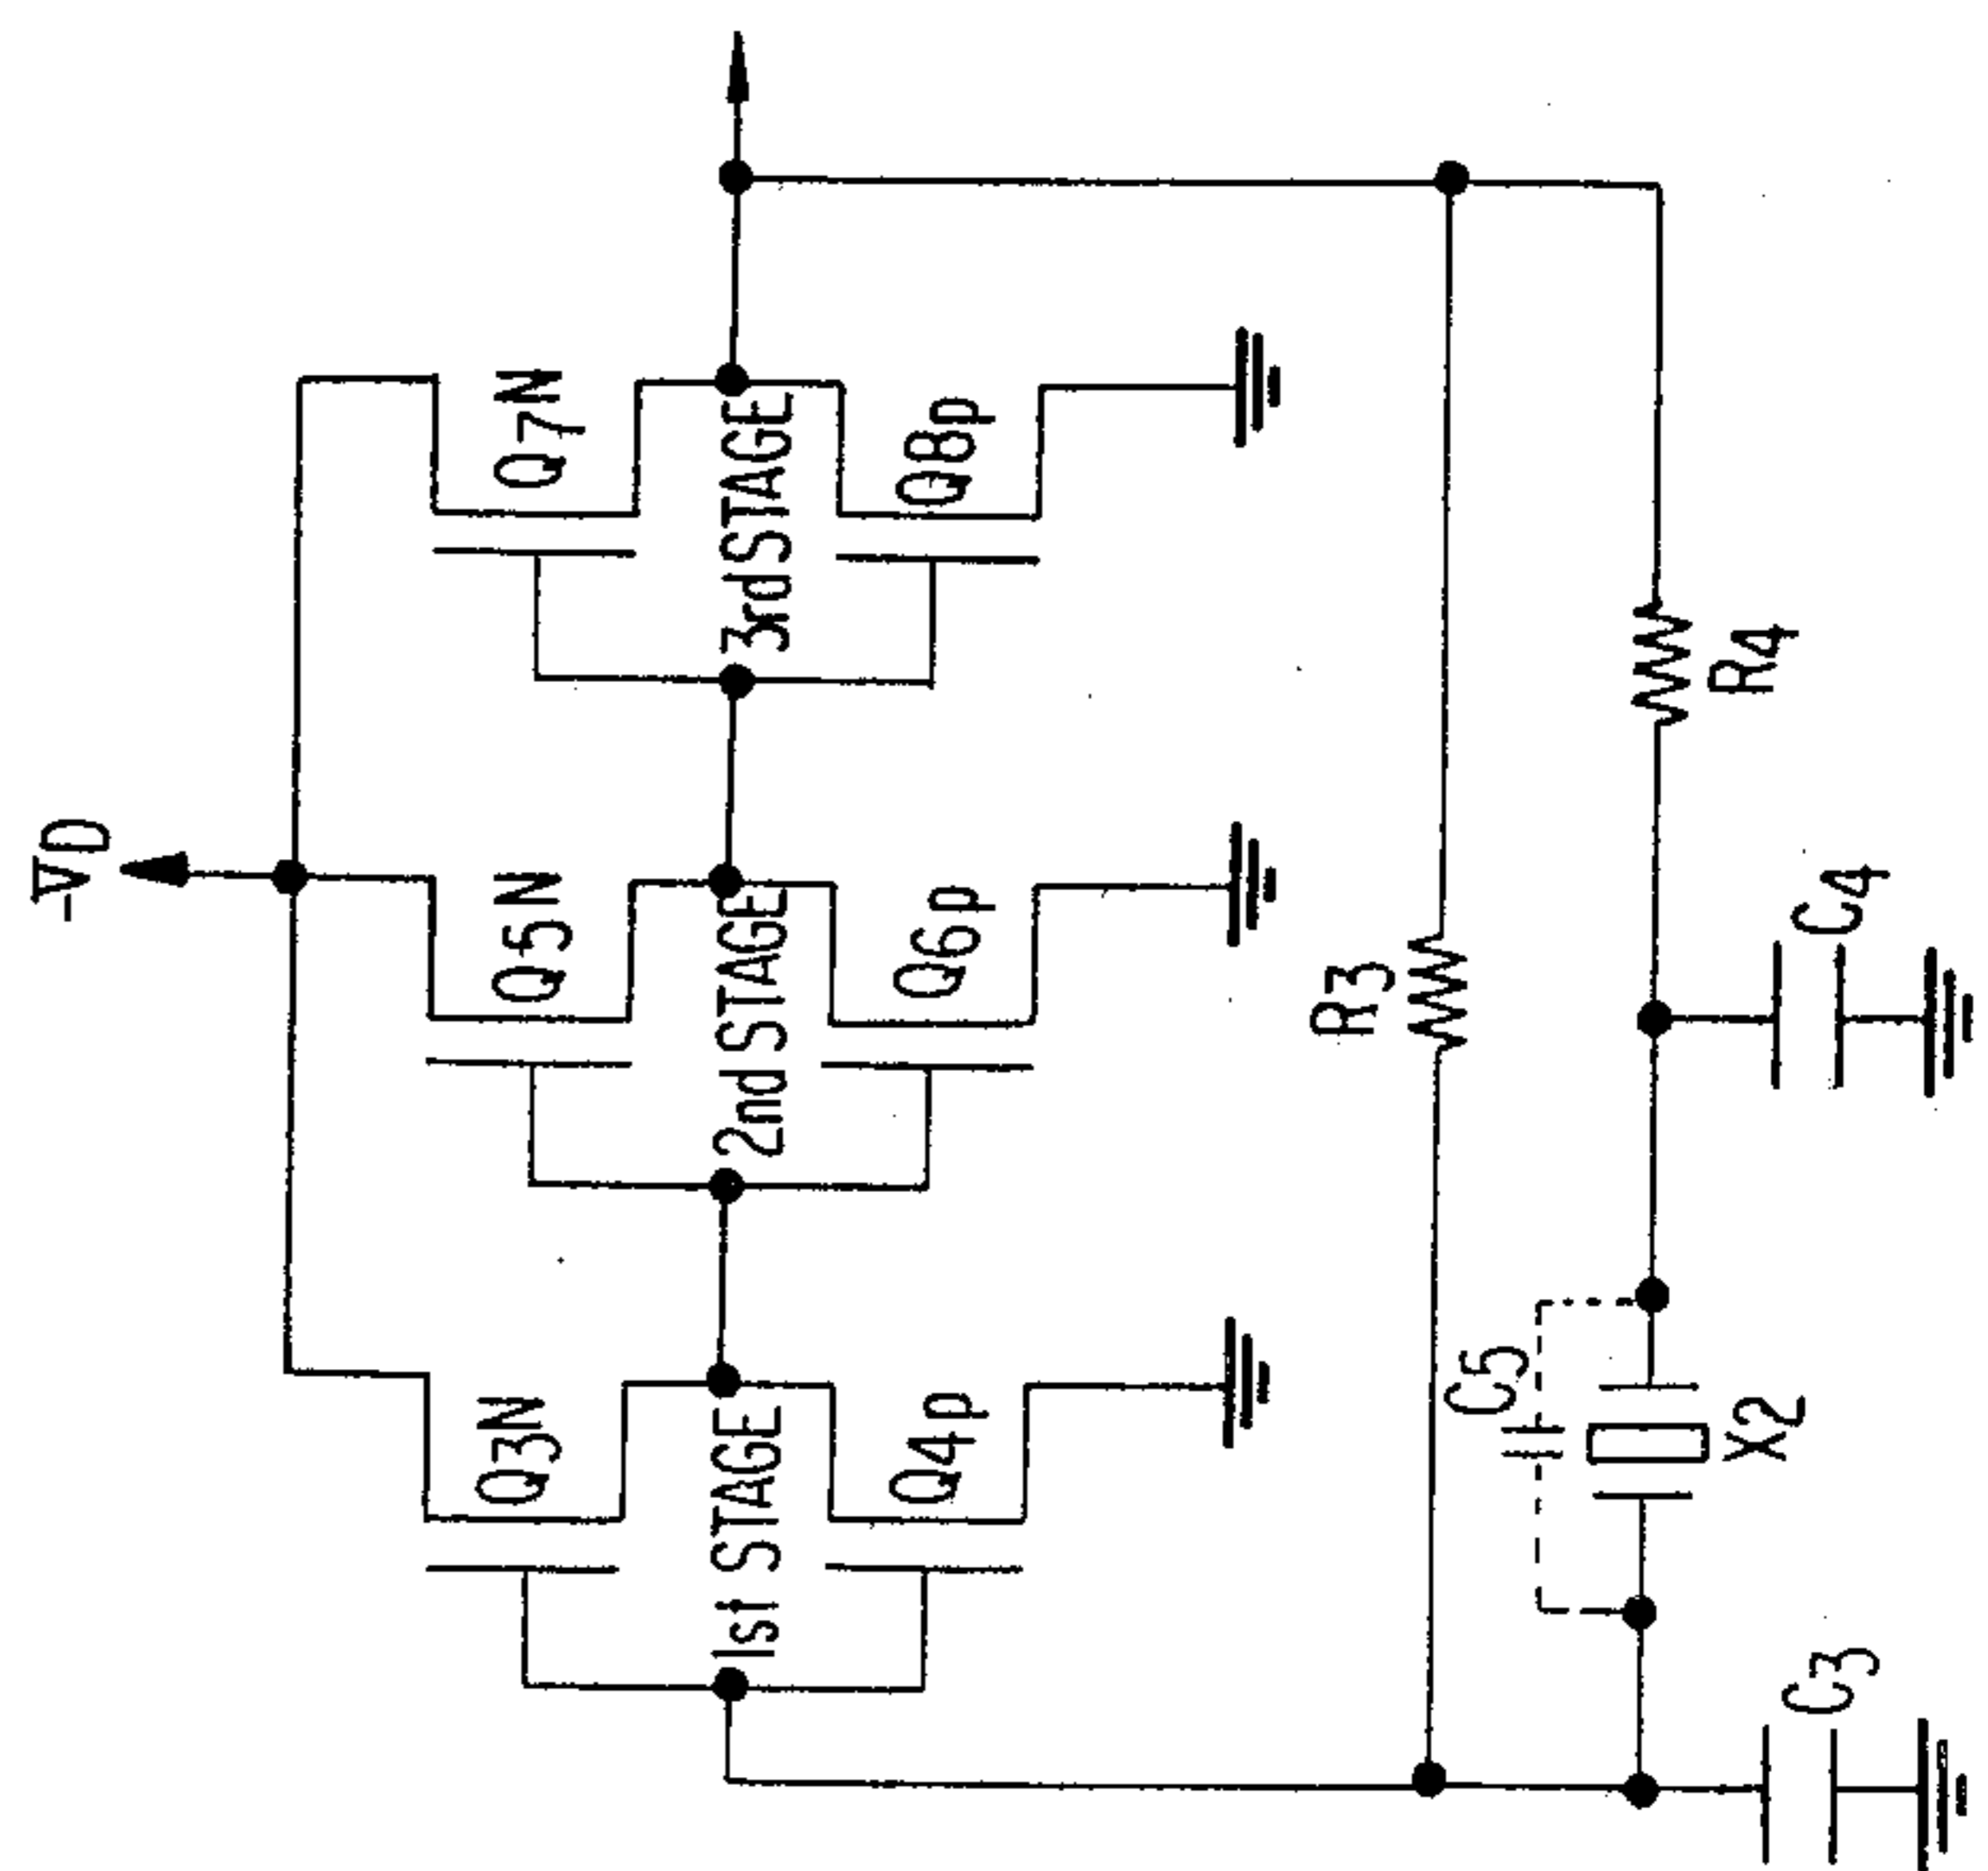 -VD
Q3N
Q5N
Q7N
1st STAGE
2nd STAGE
3rd STAGE
Q4p
Q6p
Q8p
R3
C5
R4
X2
C4
C3